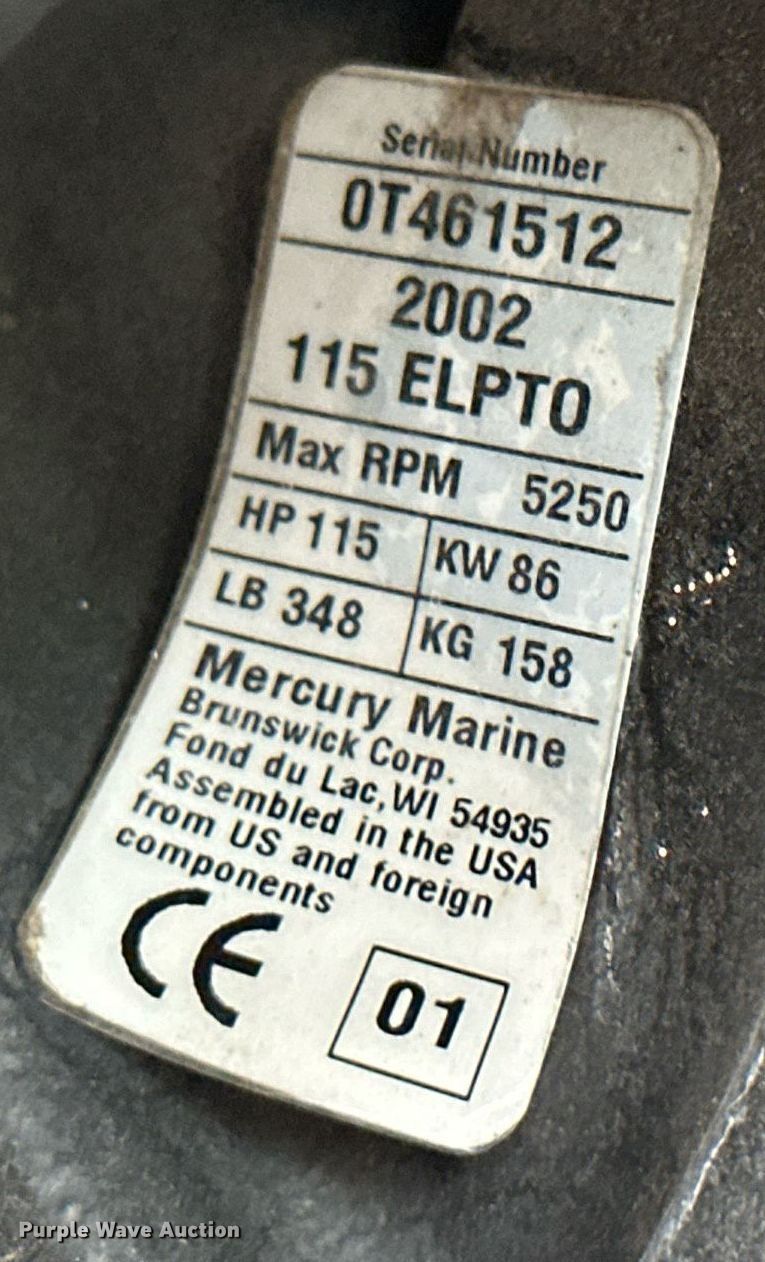 Serial Number
0T461512
2002
115 ELPTO
Max RPM 5250
HP 115 KW 86
LB 348 KG 158
Mercury Marine
Brunswick Corp.
Fond du Lac, WI 54935
Assembled in the USA
from US and foreign
components
CE 01
Purple Wave Auction